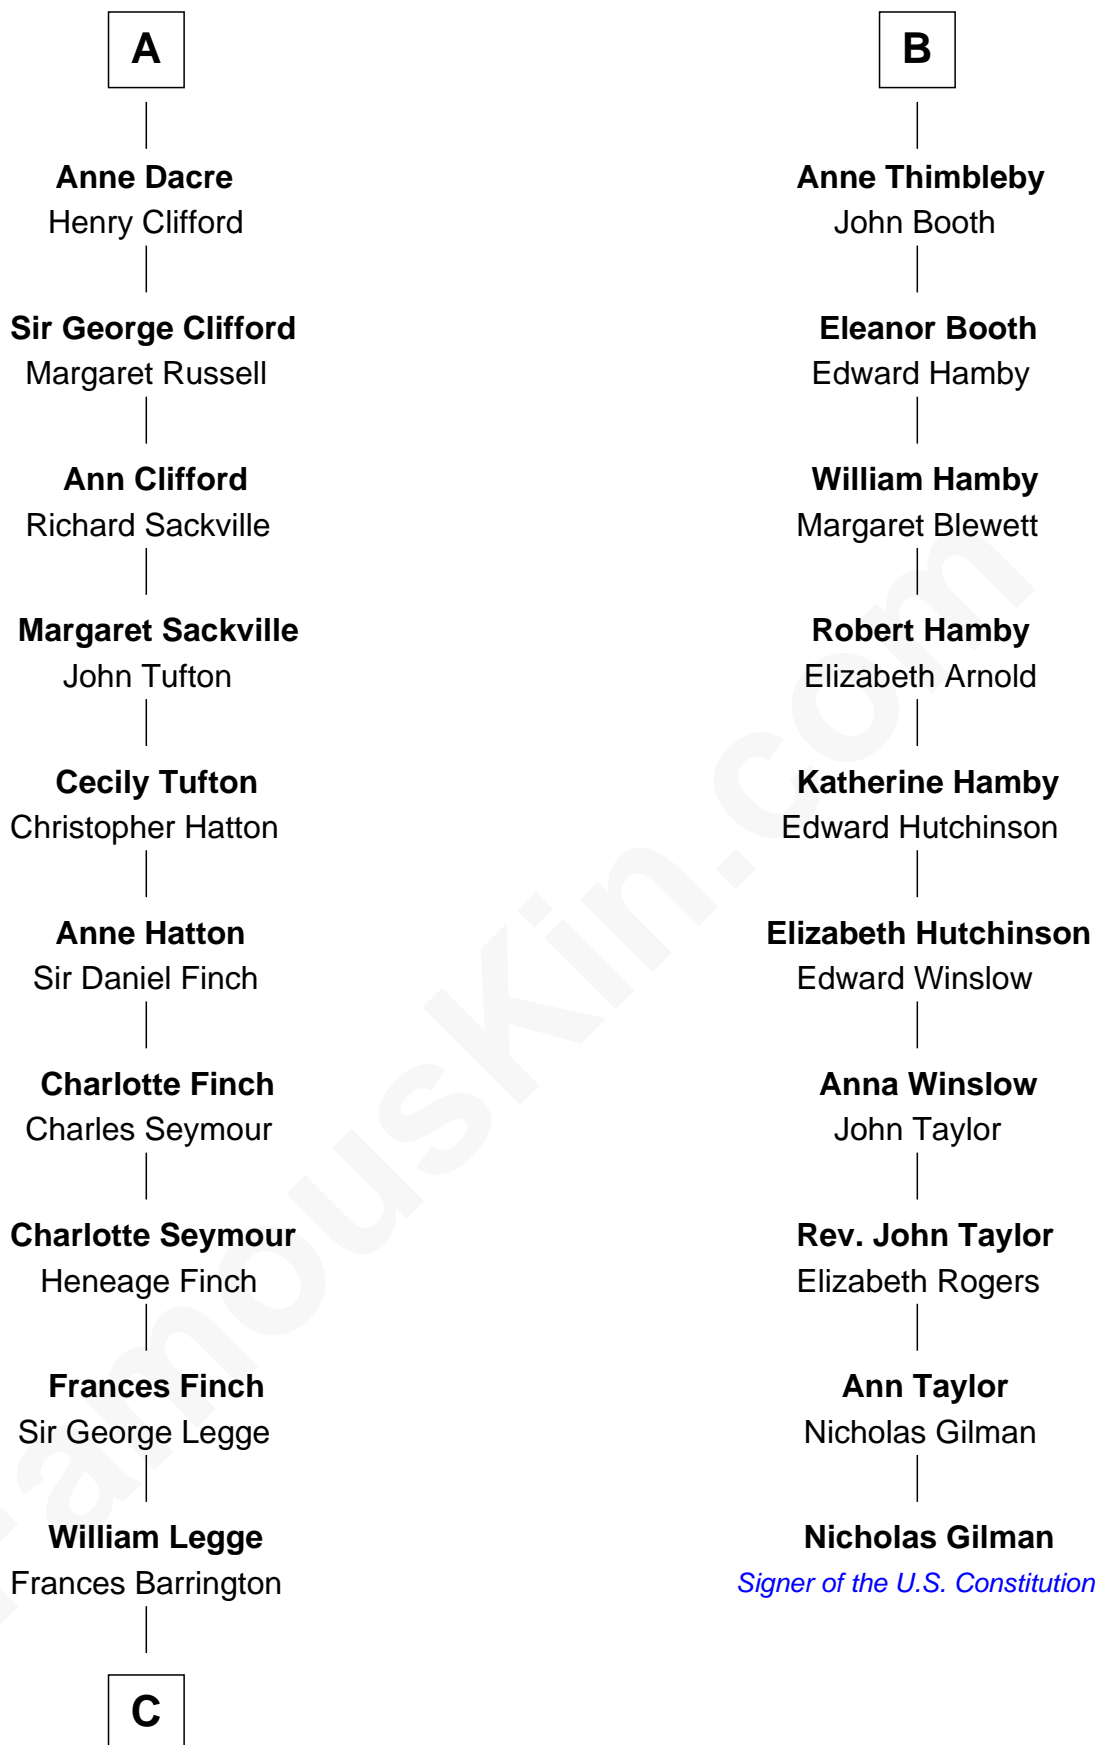 A
Anne Dacre
Henry Clifford
Sir George Clifford
Margaret Russell
Ann Clifford
Richard Sackville
Margaret Sackville
John Tufton
Cecily Tufton
Christopher Hatton
Anne Hatton
Sir Daniel Finch
Charlotte Finch
Charles Seymour
Charlotte Seymour
Heneage Finch
Frances Finch
Sir George Legge
William Legge
Frances Barrington
C
B
Anne Thimbleby
John Booth
Eleanor Booth
Edward Hamby
William Hamby
Margaret Blewett
Robert Hamby
Elizabeth Arnold
Katherine Hamby
Edward Hutchinson
Elizabeth Hutchinson
Edward Winslow
Anna Winslow
John Taylor
Rev. John Taylor
Elizabeth Rogers
Ann Taylor
Nicholas Gilman
Nicholas Gilman
Signer of the U.S. Constitution
FamousKin.com